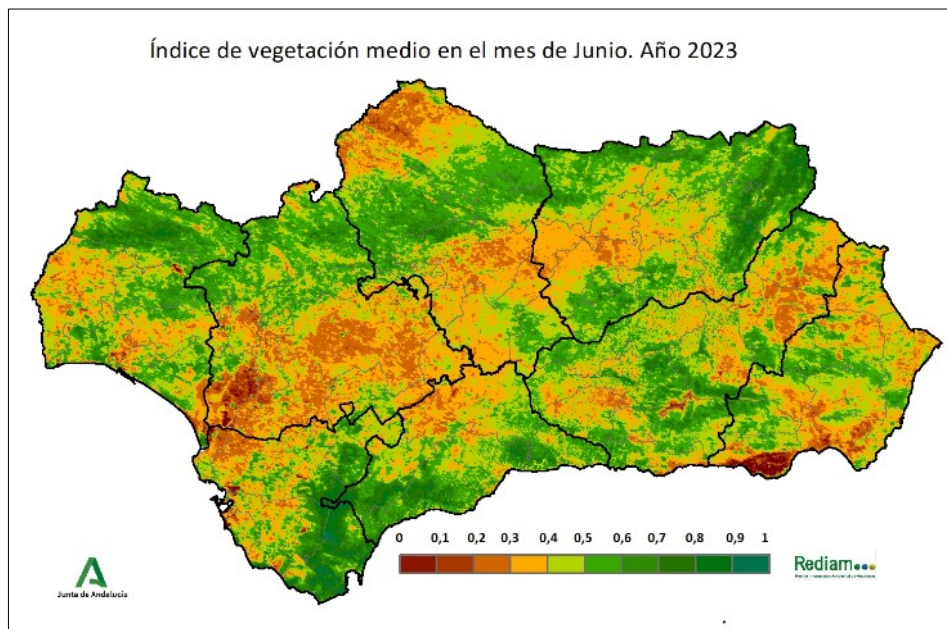 Índice de vegetación medio en el mes de Junio. Año 2023
0 0,1 0,2 0,3 0,4 0,5 0,6 0,7 0,8 0,9 1
Junta de Andalucía
Rediam